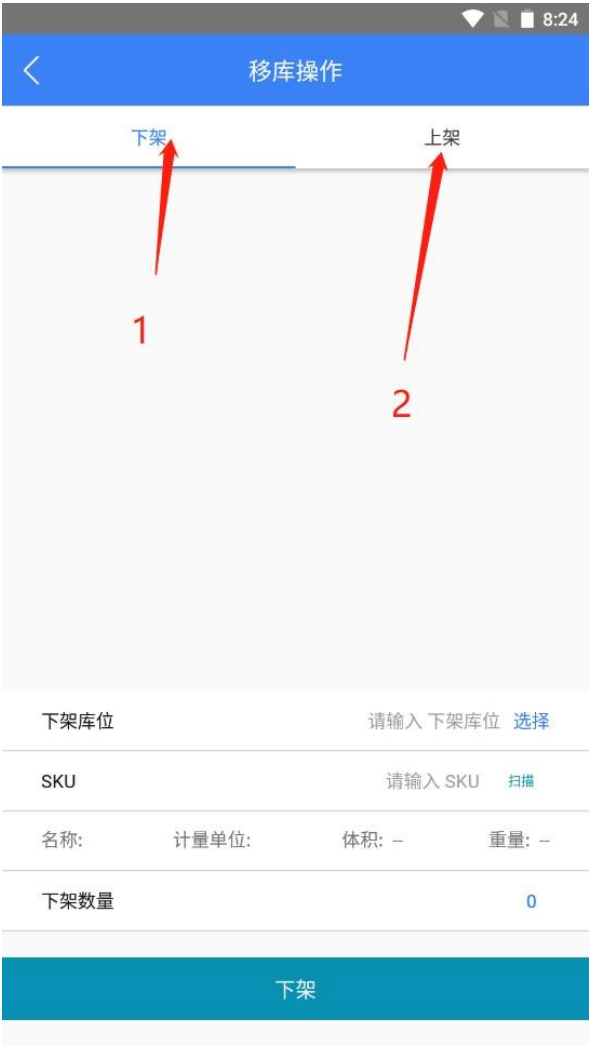 8:24
移库操作
下架 上架
1
2
下架库位 请输入 下架库位 选择
SKU 请输入 SKU 扫描
名称: 计量单位: 体积: -- 重量: --
下架数量 0
下架